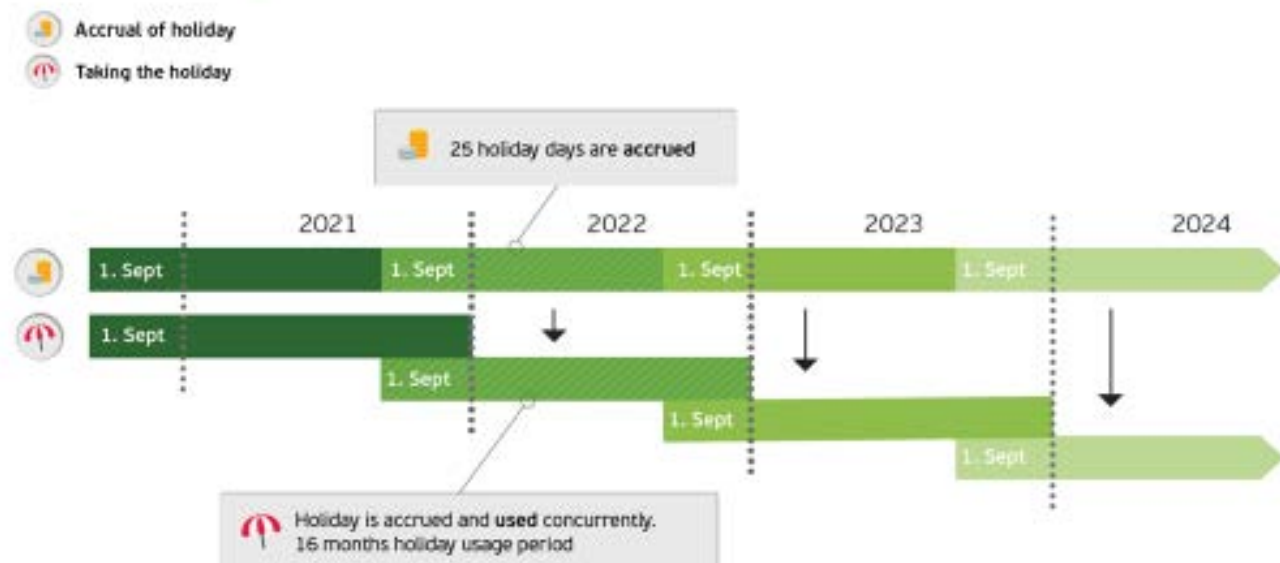 Accrual of holiday
Taking the holiday
25 holiday days are accrued
2021 2022 2023 2024
1. Sept 1. Sept 1. Sept 1. Sept
1. Sept
1. Sept
1. Sept
1. Sept
Holiday is accrued and used concurrently.
16 months holiday usage period